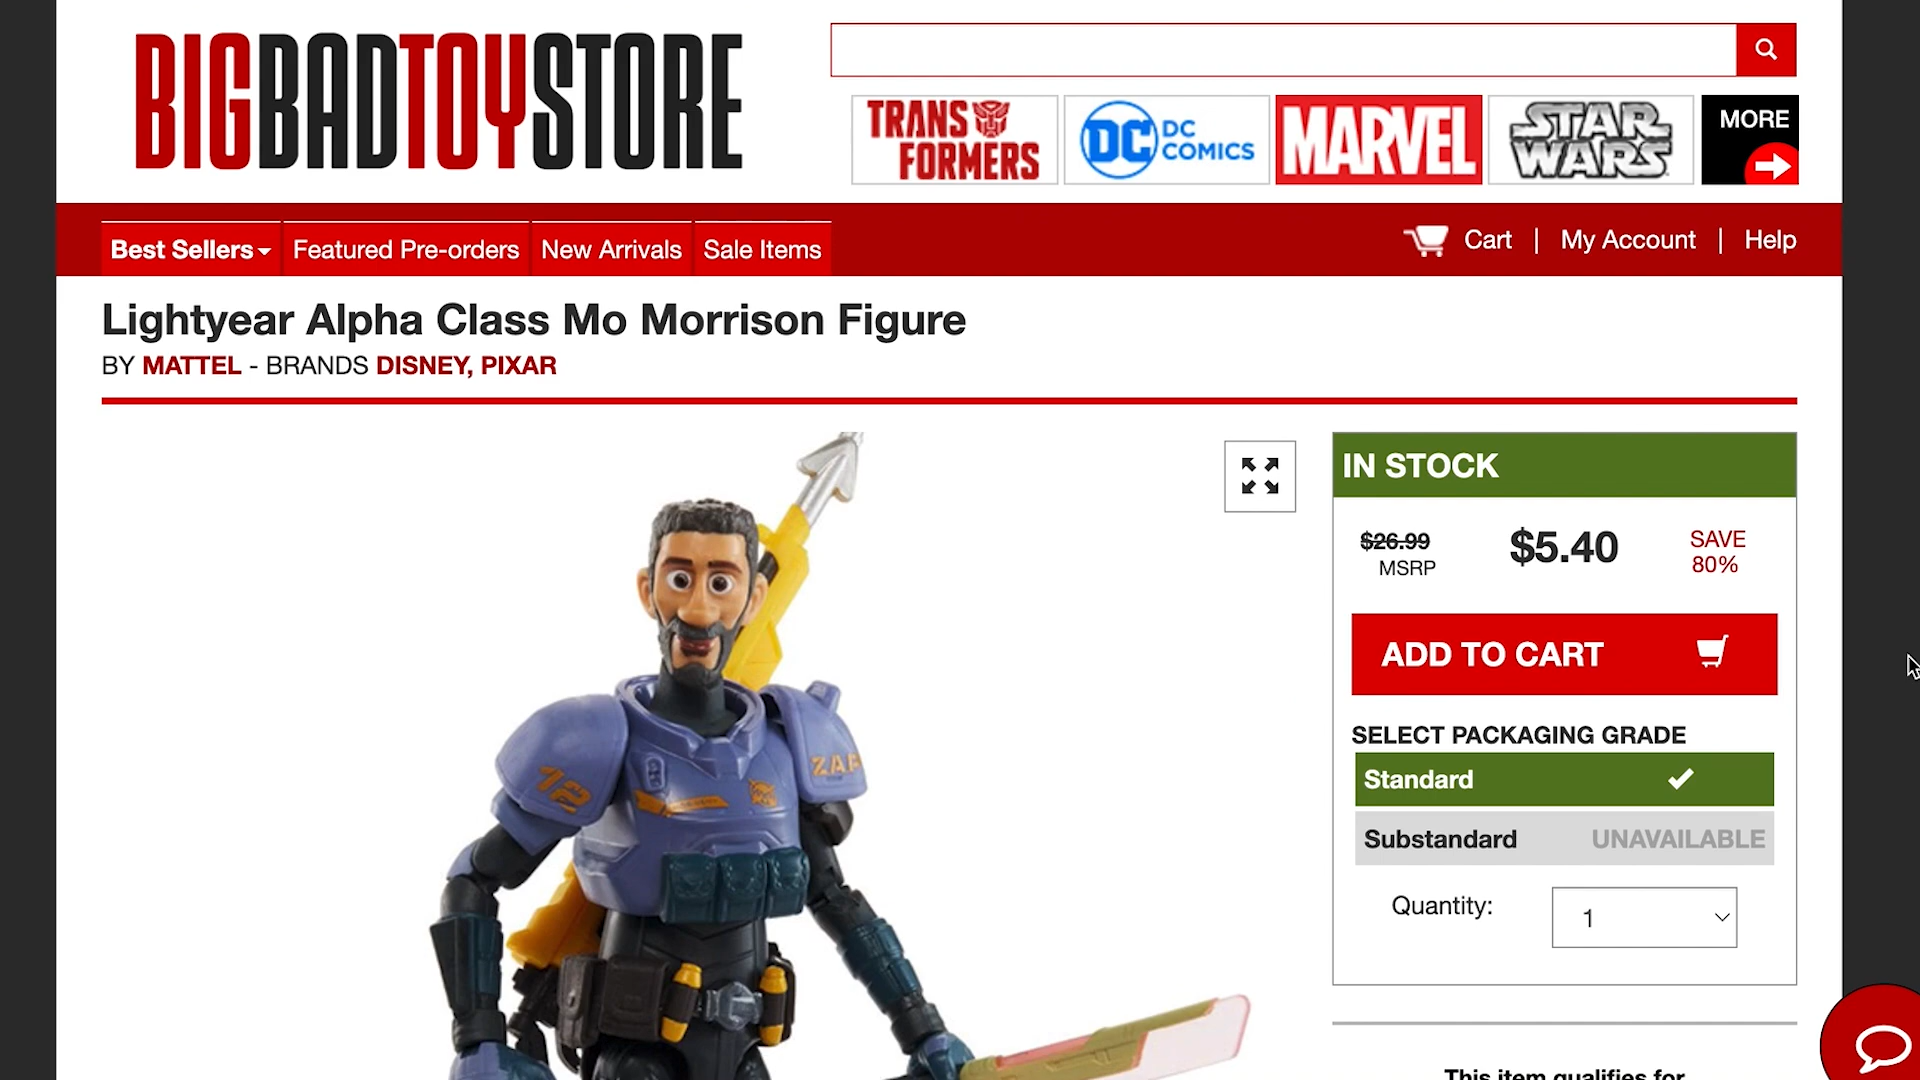 BIGBADTOYSTORE
TRANSFORMERS
DC DC COMICS
MARVEL
STAR WARS
MORE
Best Sellers
Featured Pre-orders
New Arrivals
Sale Items
Cart | My Account | Help
Lightyear Alpha Class Mo Morrison Figure
BY MATTEL - BRANDS DISNEY, PIXAR
IN STOCK
$26.99
MSRP
$5.40
SAVE
80%
ADD TO CART
SELECT PACKAGING GRADE
Standard
Substandard UNAVAILABLE
Quantity: 1
12
This item qualifies for